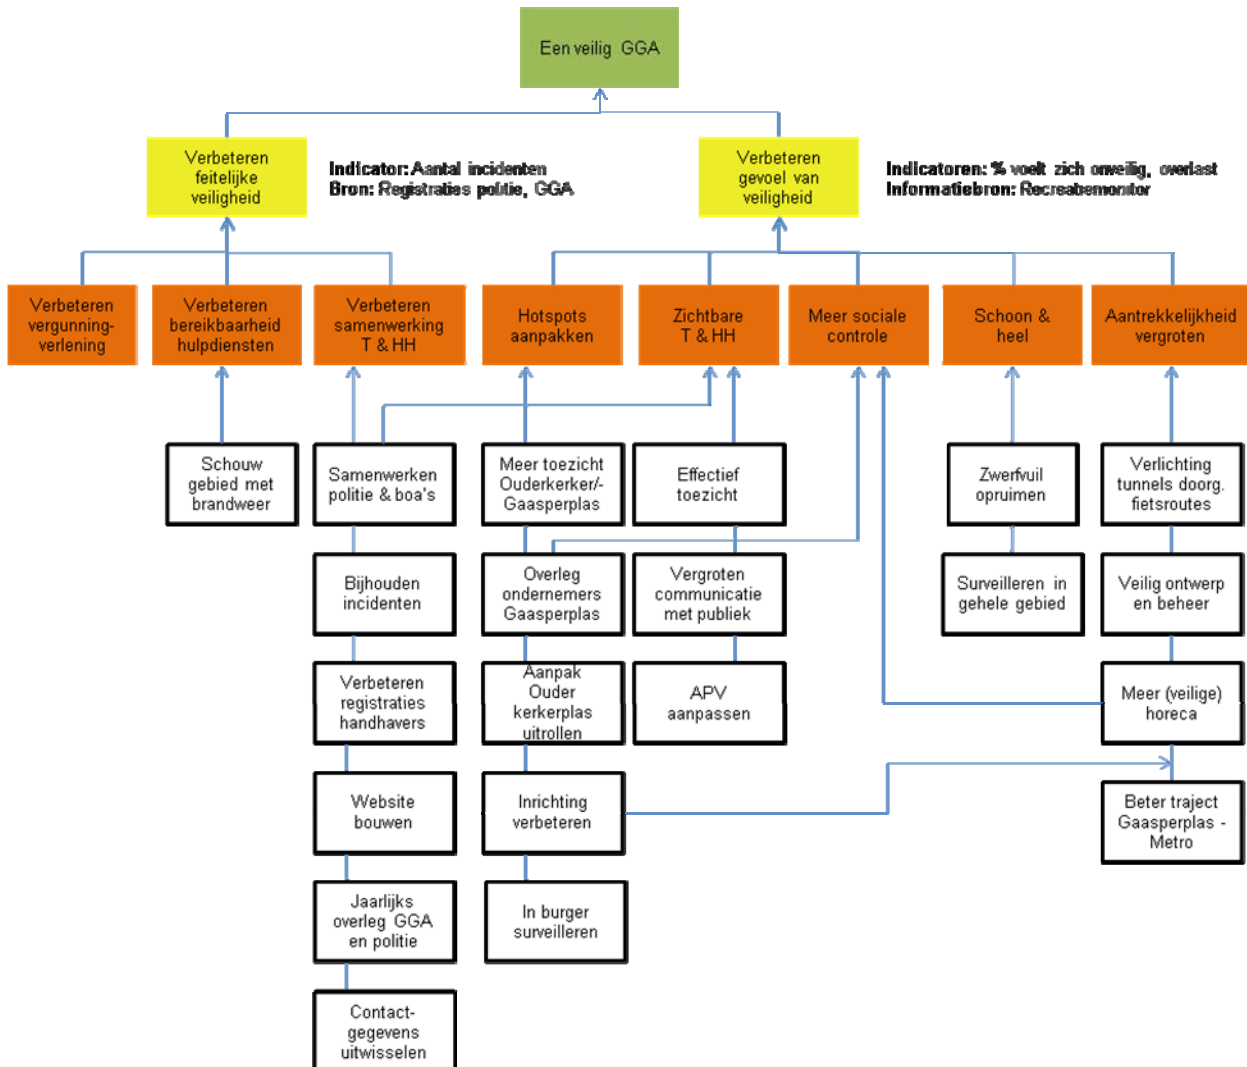 Een veilig GGA
Verbeteren
feitelijke
veiligheid
Indicator: Aantal incidenten
Bron: Registraties politie, GGA
Verbeteren
gevoel van
veiligheid
Indicatoren: % voelt zich onveilig, overlast
Informatiebron: Recreatiemonitor
Verbeteren
vergunning-
verlening
Verbeteren
bereikbaarheid
hulpdiensten
Verbeteren
samenwerking
T & HH
Hotspots
aanpakken
Zichtbare
T & HH
Meer sociale
controle
Schoon &
heel
Aantrekkelijkheid
vergroten
Schouw
gebied met
brandweer
Samenwerken
politie & boa's
Meer toezicht
Ouderkerker/-
Gaasperplas
Effectief
toezicht
Zwerfvuil
opruimen
Verlichting
tunnels doorg.
fietsroutes
Bijhouden
incidenten
Overleg
ondernemers
Gaasperplas
Vergroten
communicatie
met publiek
Surveilleren in
gehele gebied
Veilig ontwerp
en beheer
Verbeteren
registraties
handhavers
Aanpak
Ouder
kerkerplas
uitrollen
APV
aanpassen
Meer (veilige)
horeca
Website
bouwen
Inrichting
verbeteren
Beter traject
Gaasperplas -
Metro
Jaarlijks
overleg GGA
en politie
In burger
surveilleren
Contact-
gegevens
uitwisselen